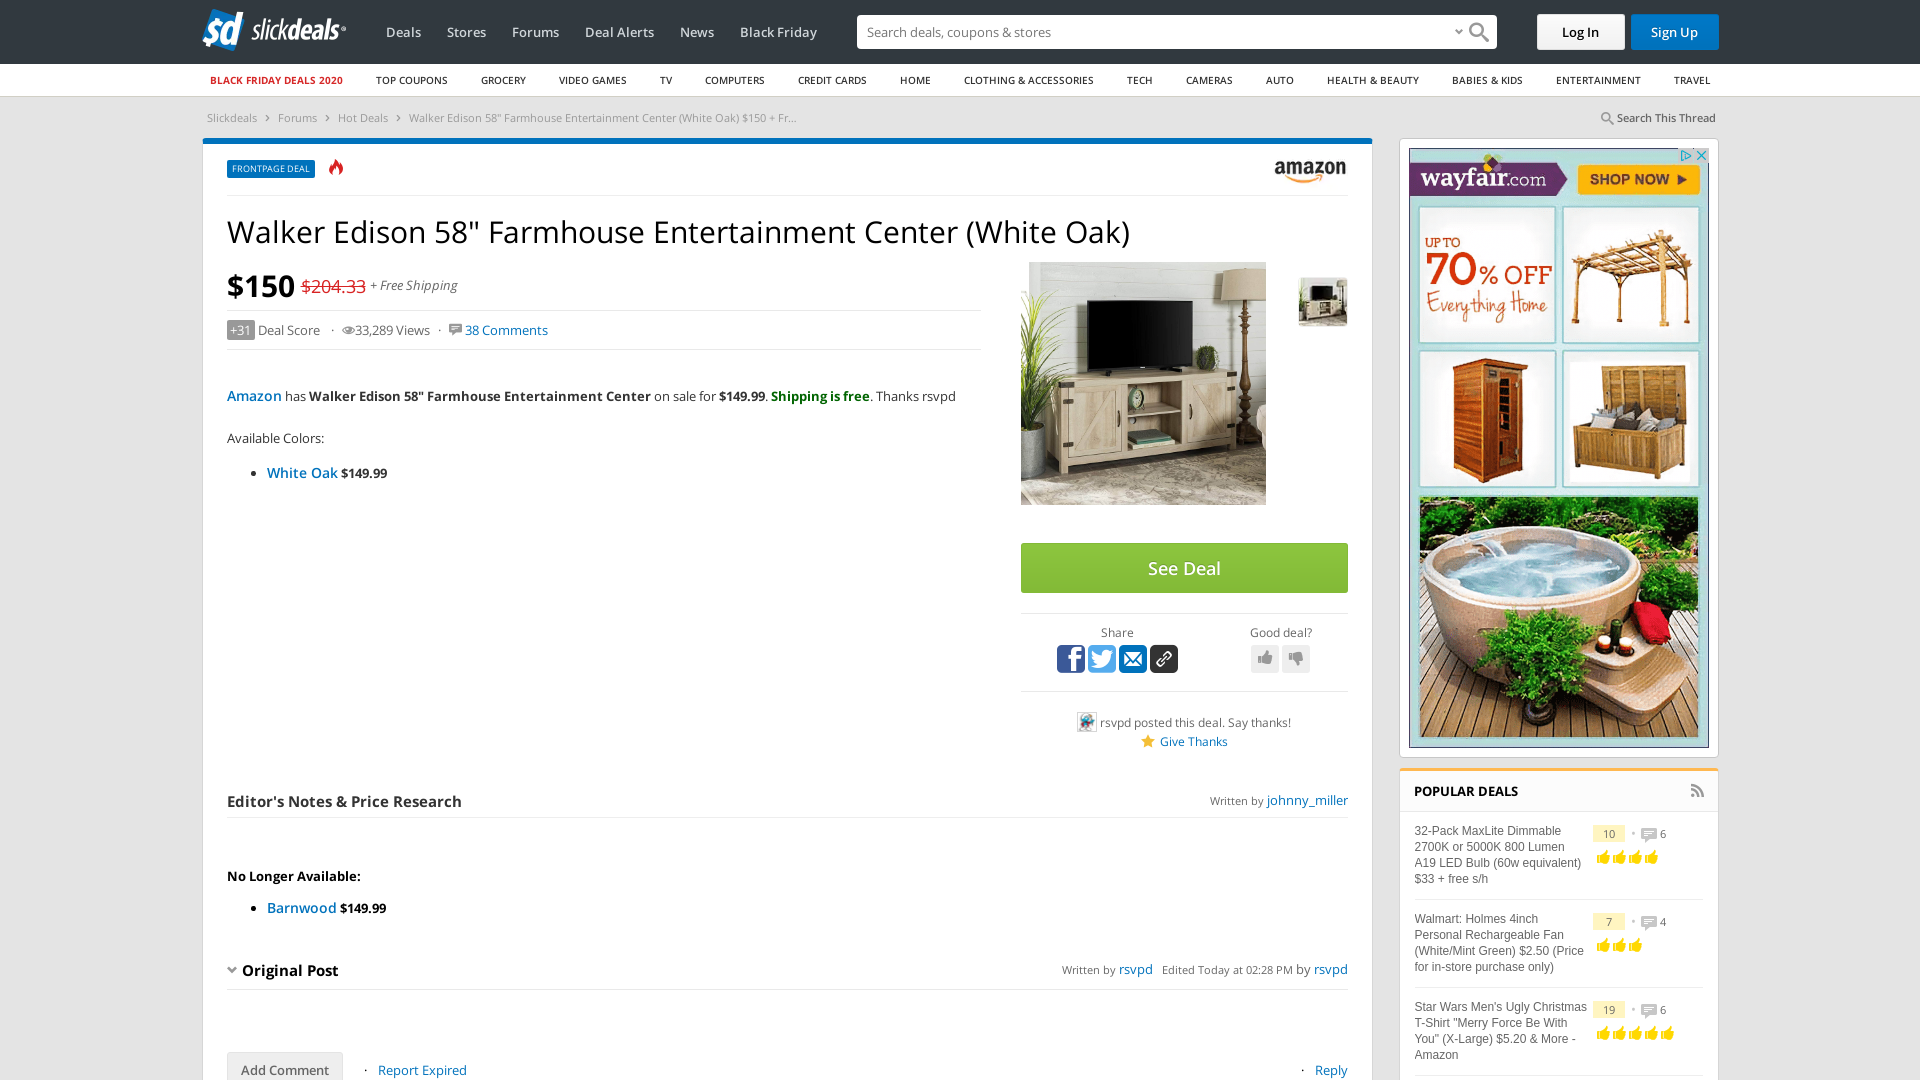 slickdeals
Deals
Stores
Forums
Deal Alerts
News
Black Friday
Search deals, coupons & stores
Log In
Sign Up
BLACK FRIDAY DEALS 2020
TOP COUPONS
GROCERY
VIDEO GAMES
TV
COMPUTERS
CREDIT CARDS
HOME
CLOTHING & ACCESSORIES
TECH
CAMERAS
AUTO
HEALTH & BEAUTY
BABIES & KIDS
ENTERTAINMENT
TRAVEL
Slickdeals › Forums › Hot Deals › Walker Edison 58" Farmhouse Entertainment Center (White Oak) $150 + Fr...
Search This Thread
FRONTPAGE DEAL
amazon
Walker Edison 58" Farmhouse Entertainment Center (White Oak)
$150 $204.33 + Free Shipping
+31 Deal Score · 33,289 Views · 38 Comments
Amazon has Walker Edison 58" Farmhouse Entertainment Center on sale for $149.99. Shipping is free. Thanks rsvpd
Available Colors:
• White Oak $149.99
See Deal
Share
Good deal?
rsvpd posted this deal. Say thanks!
Give Thanks
Editor's Notes & Price Research
Written by johnny_miller
No Longer Available:
• Barnwood $149.99
Original Post
Written by rsvpd Edited Today at 02:28 PM by rsvpd
Add Comment
· Report Expired
· Reply
wayfair.com
SHOP NOW
UP TO
70% OFF
Everything Home
POPULAR DEALS
32-Pack MaxLite Dimmable
2700K or 5000K 800 Lumen
A19 LED Bulb (60w equivalent)
$33 + free s/h
10 • 6
Walmart: Holmes 4inch
Personal Rechargeable Fan
(White/Mint Green) $2.50 (Price
for in-store purchase only)
7 • 4
Star Wars Men's Ugly Christmas
T-Shirt "Merry Force Be With
You" (X-Large) $5.20 & More -
Amazon
19 • 6